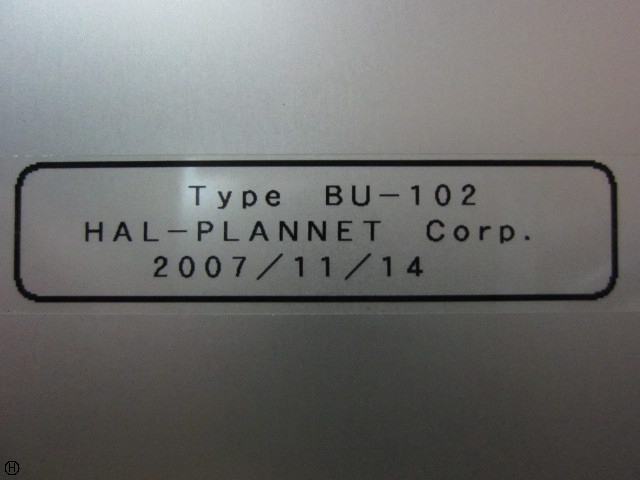 Type BU-102
HAL-PLANNET Corp.
2007/11/14
H